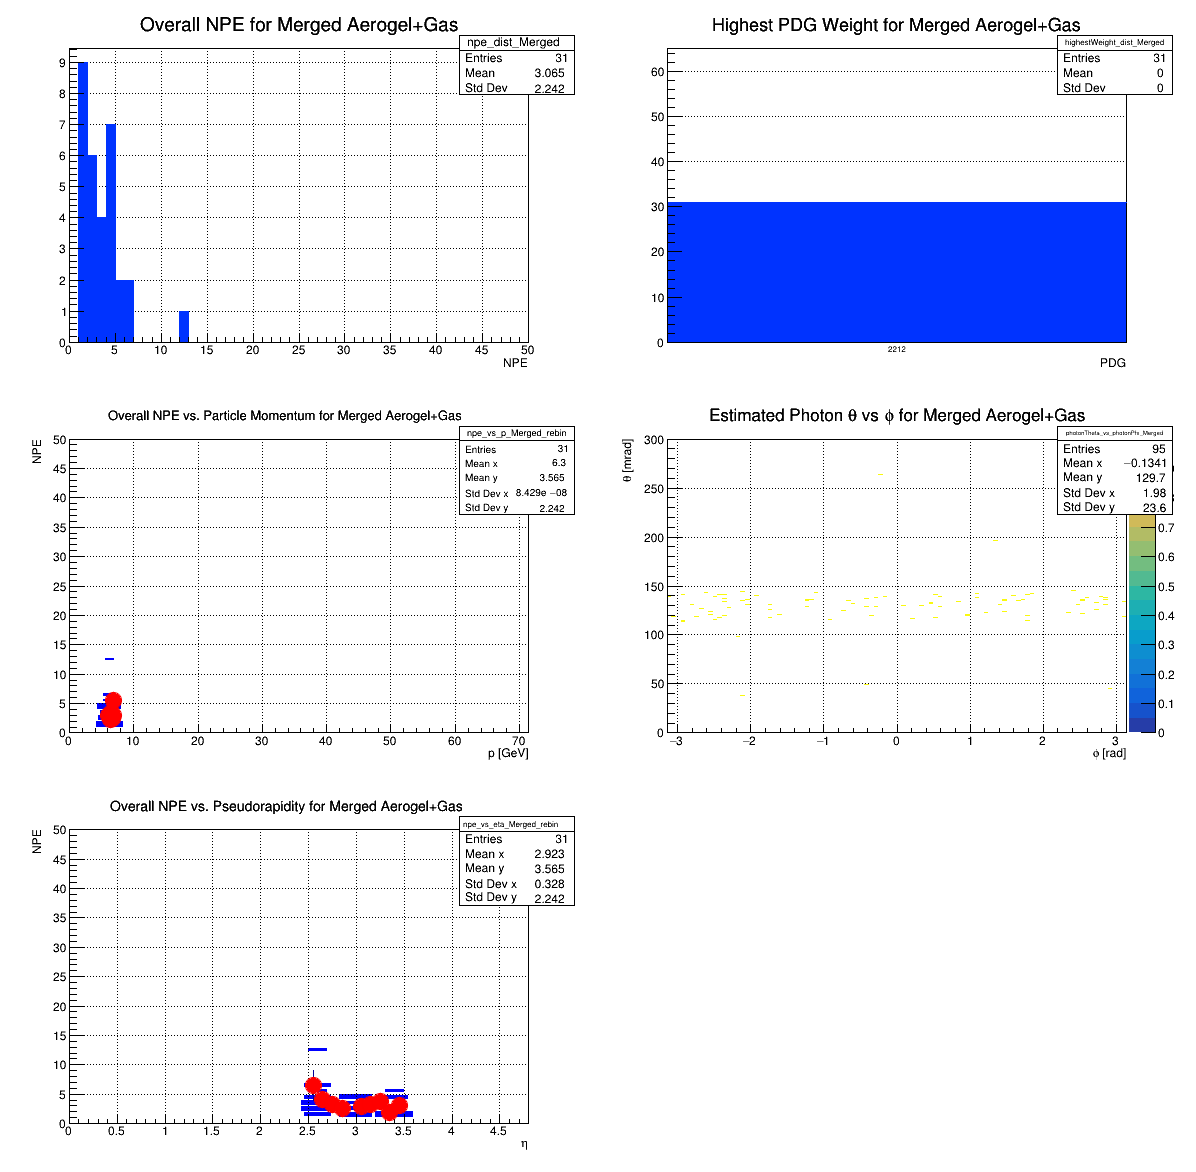 Overall NPE for Merged Aerogel+Gas
npe_dist_Merged
Entries 31
Mean 3.065
Std Dev 2.242
9
8
7
6
5
4
3
2
1
0
0 5 10 15 20 25 30 35 40 45 50
NPE
Highest PDG Weight for Merged Aerogel+Gas
highestWeight_dist_Merged
Entries 31
Mean 0
Std Dev 0
60
50
40
30
20
10
0
2212
PDG
Overall NPE vs. Particle Momentum for Merged Aerogel+Gas
npe_vs_p_Merged_rebin
Entries 31
Mean x 6.3
Mean y 3.565
Std Dev x 8.429e −08
Std Dev y 2.242
NPE
50
45
40
35
30
25
20
15
10
5
0
0 10 20 30 40 50 60 70
p [GeV]
Estimated Photon θ vs ϕ for Merged Aerogel+Gas
photonTheta_vs_photonPhi_Merged
Entries 95
Mean x −0.1341
Mean y 129.7
Std Dev x 1.98
Std Dev y 23.6
θ [mrad]
300
250
200
150
100
50
0
−3 −2 −1 0 1 2 3
ϕ [rad]
0.7
0.6
0.5
0.4
0.3
0.2
0.1
0
Overall NPE vs. Pseudorapidity for Merged Aerogel+Gas
npe_vs_eta_Merged_rebin
Entries 31
Mean x 2.923
Mean y 3.565
Std Dev x 0.328
Std Dev y 2.242
NPE
50
45
40
35
30
25
20
15
10
5
0
0 0.5 1 1.5 2 2.5 3 3.5 4 4.5
η